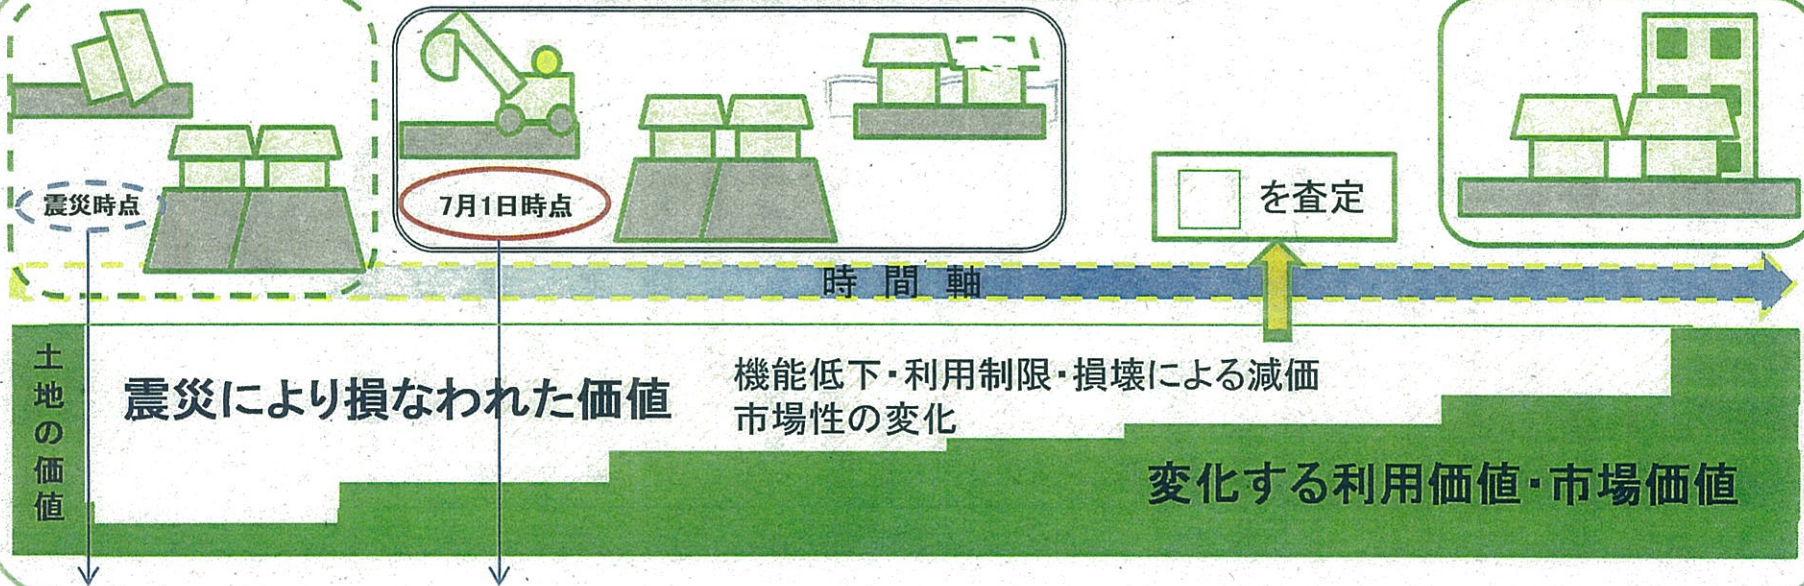 震災時点
7月1日時点
を査定
時間軸
土地の価値
震災により損なわれた価値
機能低下・利用制限・損壊による減価
市場性の変化
変化する利用価値・市場価値